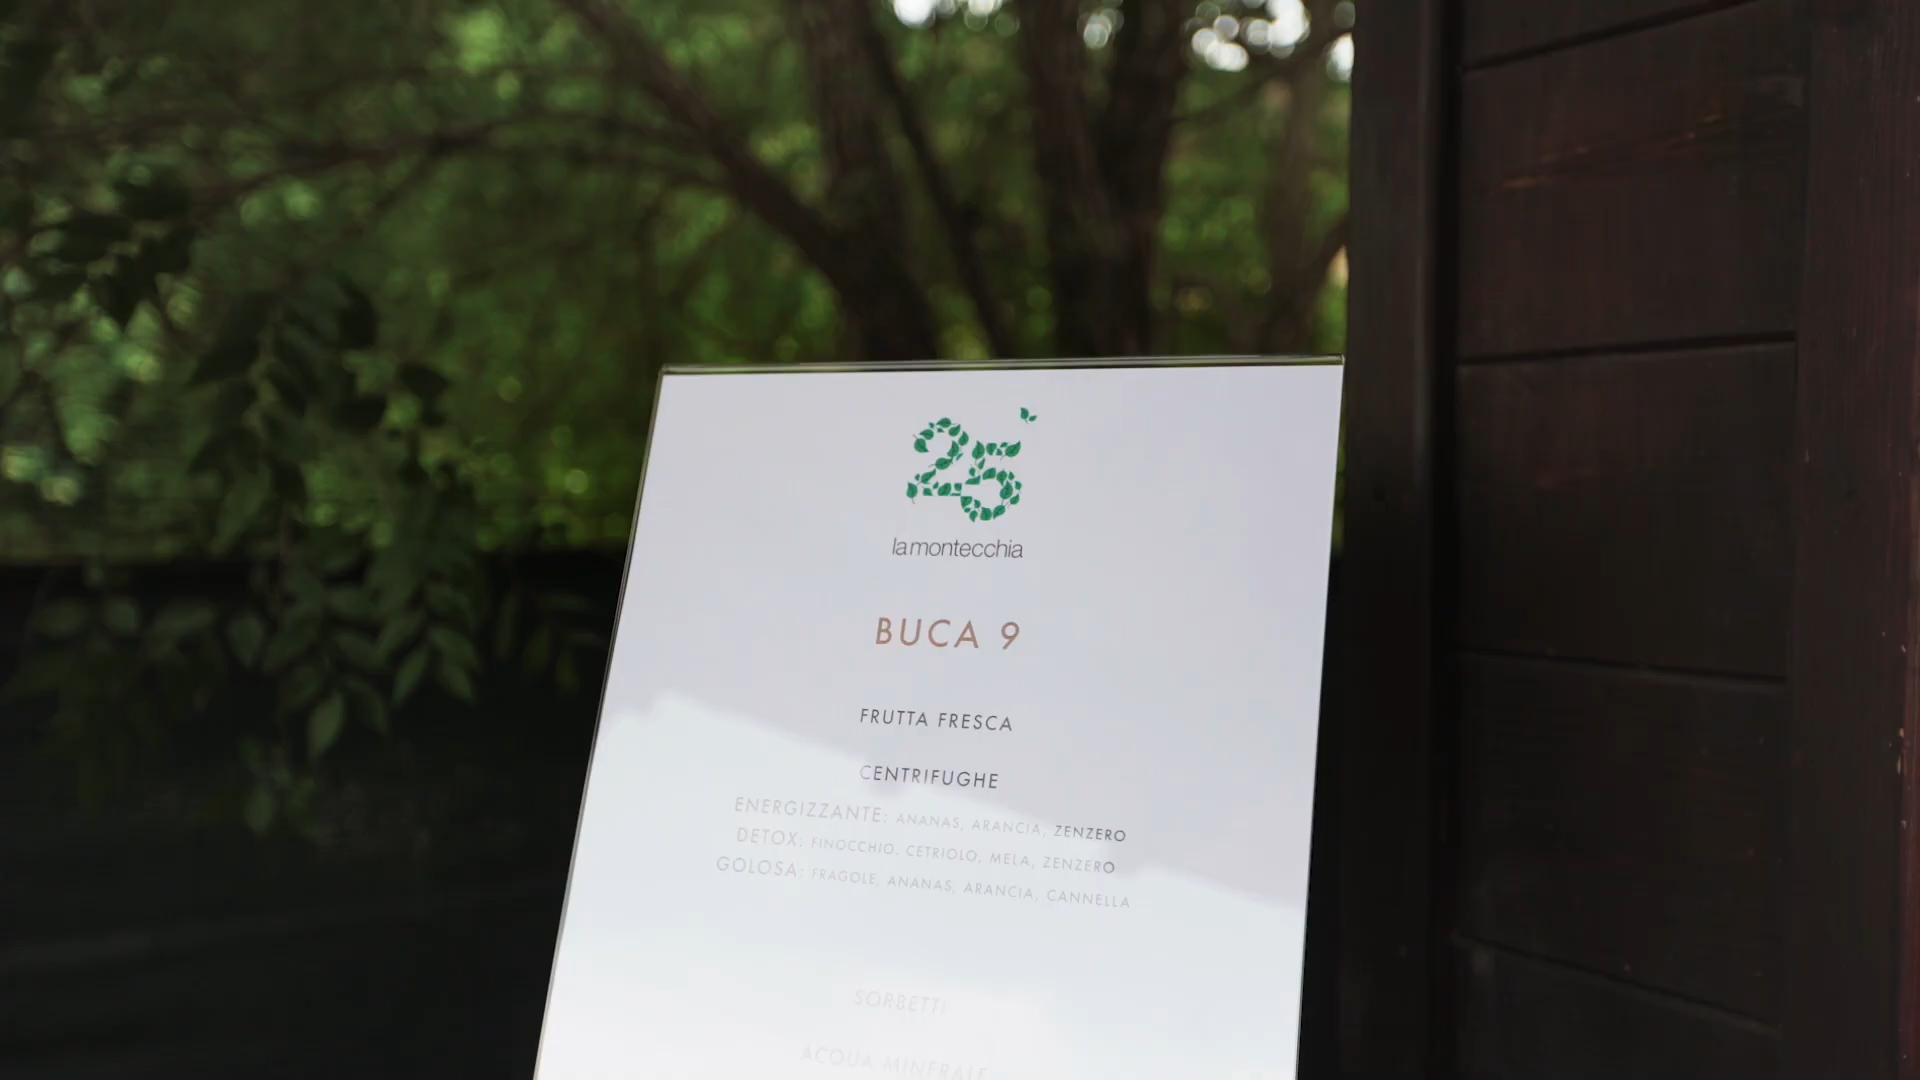 25
lamontecchia
BUCA 9
FRUTTA FRESCA
CENTRIFUGHE
ENERGIZZANTE: ANANAS, ARANCIA, ZENZERO
DETOX: FINOCCHIO, CETRIOLO, MELA, ZENZERO
GOLOSA: FRAGOLE, ANANAS, ARANCIA, CANNELLA
SORBETTI
ACQUA MINERALE